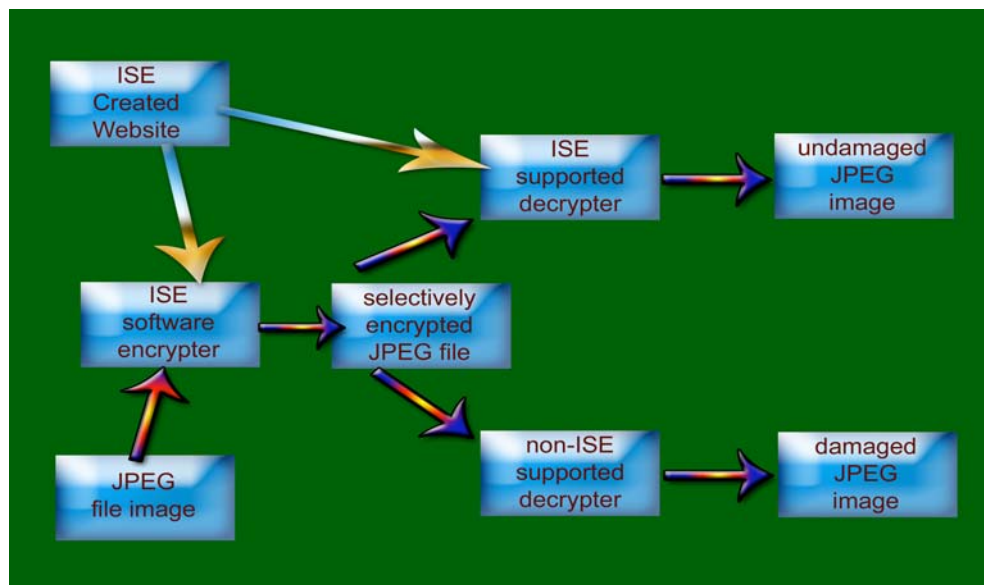 ISE
Created
Website
ISE
supported
decrypter
undamaged
JPEG
image
ISE
software
encrypter
selectively
encrypted
JPEG file
JPEG
file image
non-ISE
supported
decrypter
damaged
JPEG
image